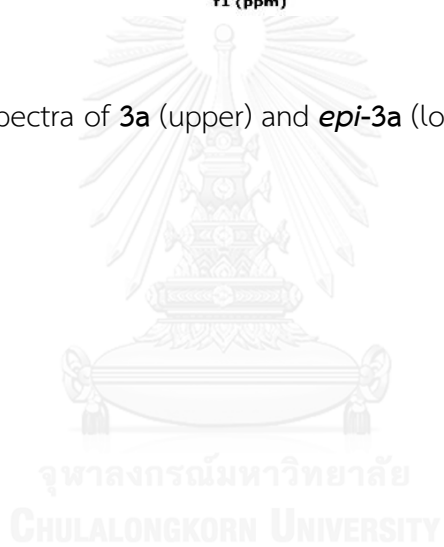 f1 (ppm)
pectra of 3a (upper) and epi-3a (lo
จุฬาลงกรณ์มหาวิทยาลัย
CHULALONGKORN UNIVERSITY